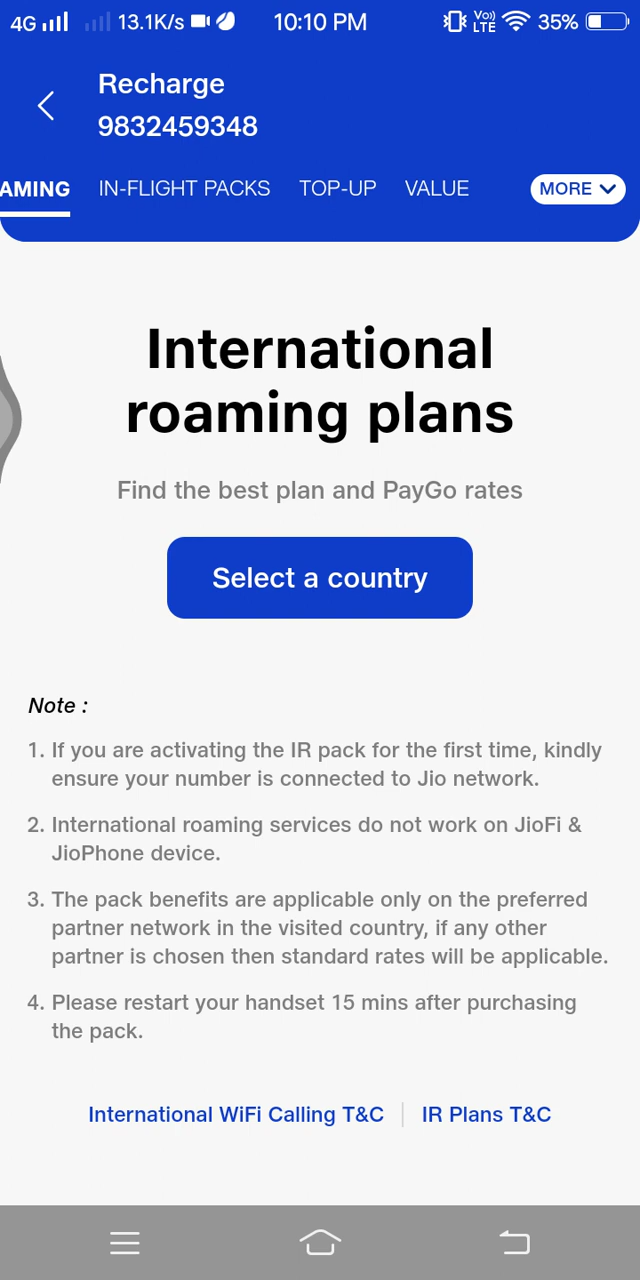 4G 13.1K/s 10:10 PM Vo)) LTE 35%
Recharge
9832459348
AMING IN-FLIGHT PACKS TOP-UP VALUE MORE
International
roaming plans
Find the best plan and PayGo rates
Select a country
Note :
1. If you are activating the IR pack for the first time, kindly
ensure your number is connected to Jio network.
2. International roaming services do not work on JioFi &
JioPhone device.
3. The pack benefits are applicable only on the preferred
partner network in the visited country, if any other
partner is chosen then standard rates will be applicable.
4. Please restart your handset 15 mins after purchasing
the pack.
International WiFi Calling T&C IR Plans T&C